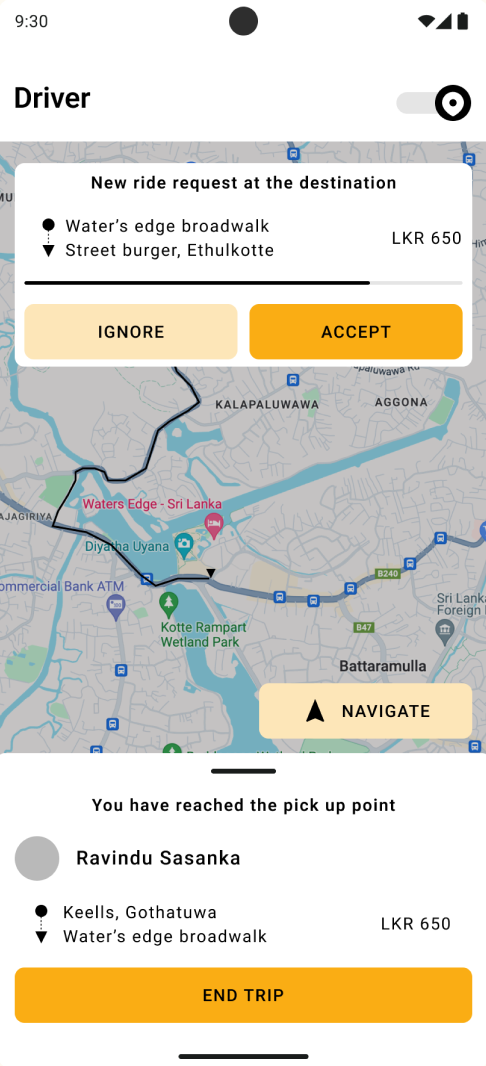 9:30
Driver
New ride request at the destination
Water's edge broadwalk
Street burger, Ethulkotte
LKR 650
IGNORE
ACCEPT
KALAPALUWAWA
AGGONA
Waters Edge - Sri Lanka
AJAGIRIYA
Diyatha Uyana
B240
ommercial Bank ATM
Sri Lanka
Foreign
Kotte Rampart
Wetland Park
B47
Battaramulla
NAVIGATE
You have reached the pick up point
Ravindu Sasanka
Keells, Gothatuwa
Water's edge broadwalk
LKR 650
END TRIP